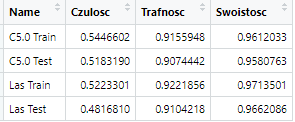 Name Czulosc Trafnosc Swoistosc
C5.0 Train 0.5446602 0.9155948 0.9612033
C5.0 Test 0.5183190 0.9074442 0.9580763
Las Train 0.5223301 0.9221856 0.9713501
Las Test 0.4816810 0.9104218 0.9662086